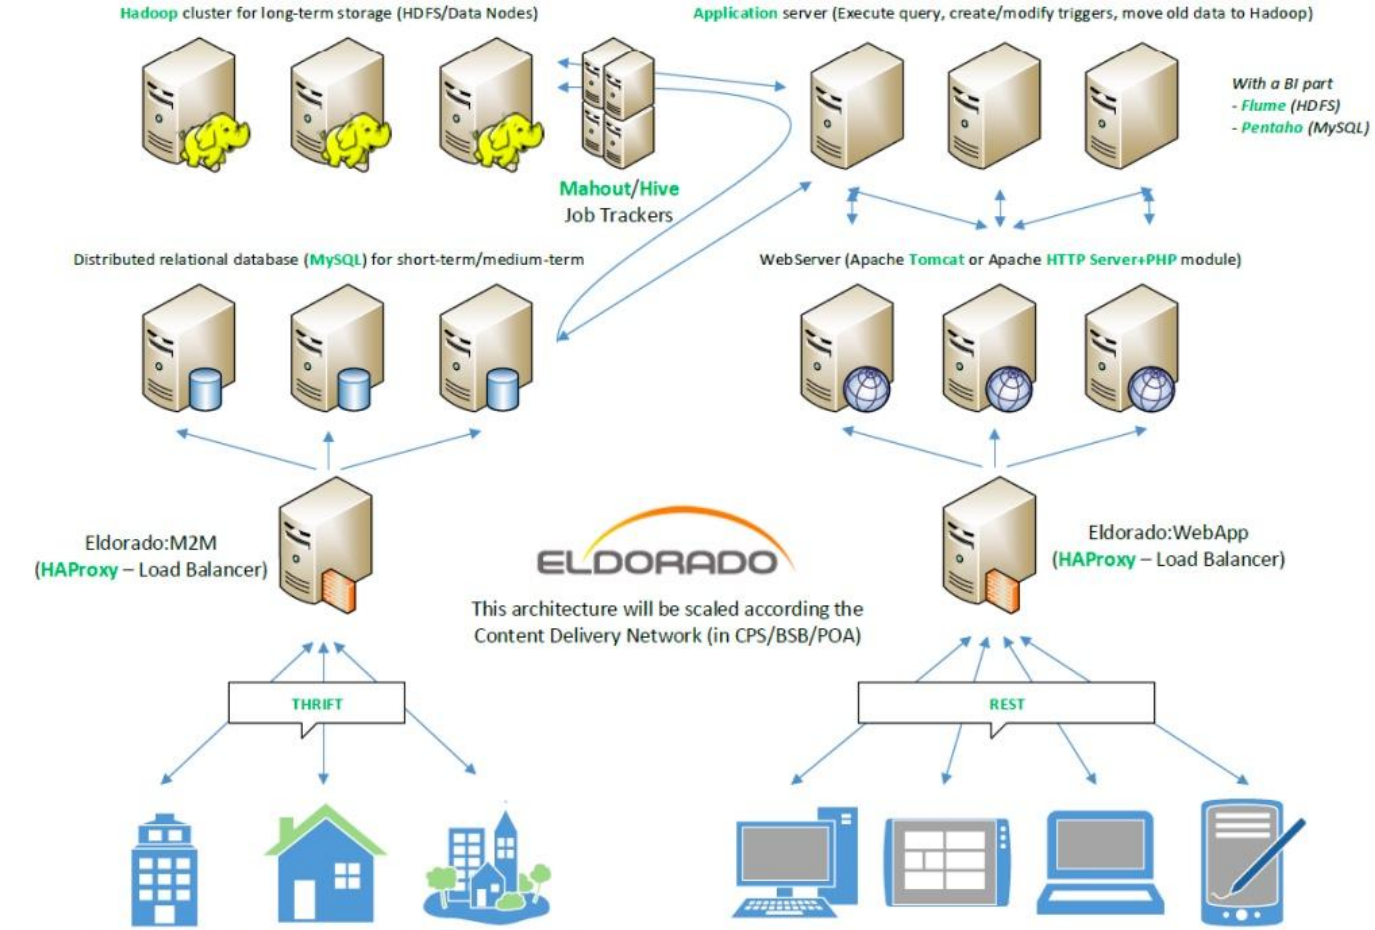 Hadoop cluster for long-term storage (HDFS/Data Nodes)
Application server (Execute query, create/modify triggers, move old data to Hadoop)
With a BI part
- Flume (HDFS)
- Pentaho (MySQL)
Mahout/Hive
Job Trackers
Distributed relational database (MySQL) for short-term/medium-term
WebServer (Apache Tomcat or Apache HTTP Server+PHP module)
Eldorado:M2M
(HAProxy – Load Balancer)
ELDORADO
This architecture will be scaled according the
Content Delivery Network (in CPS/BSB/POA)
Eldorado:WebApp
(HAProxy – Load Balancer)
THRIFT
REST